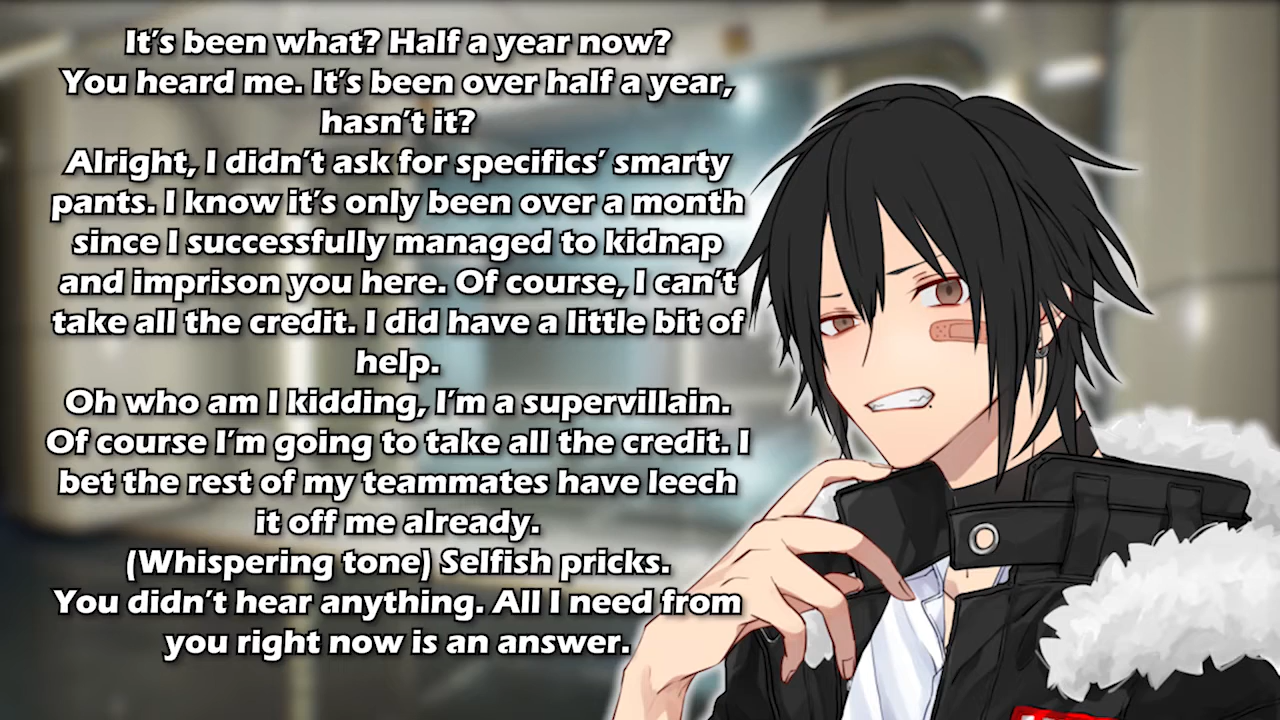 It's been what? Half a year now?
You heard me. It's been over half a year,
hasn't it?
Alright, I didn't ask for specifics' smarty
pants. I know it's only been over a month
since I successfully managed to kidnap
and imprison you here. Of course, I can't
take all the credit. I did have a little bit of
help.
Oh who am I kidding, I'm a supervillain.
Of course I'm going to take all the credit. I
bet the rest of my teammates have leech
it off me already.
(Whispering tone) Selfish pricks.
You didn't hear anything. All I need from
you right now is an answer.